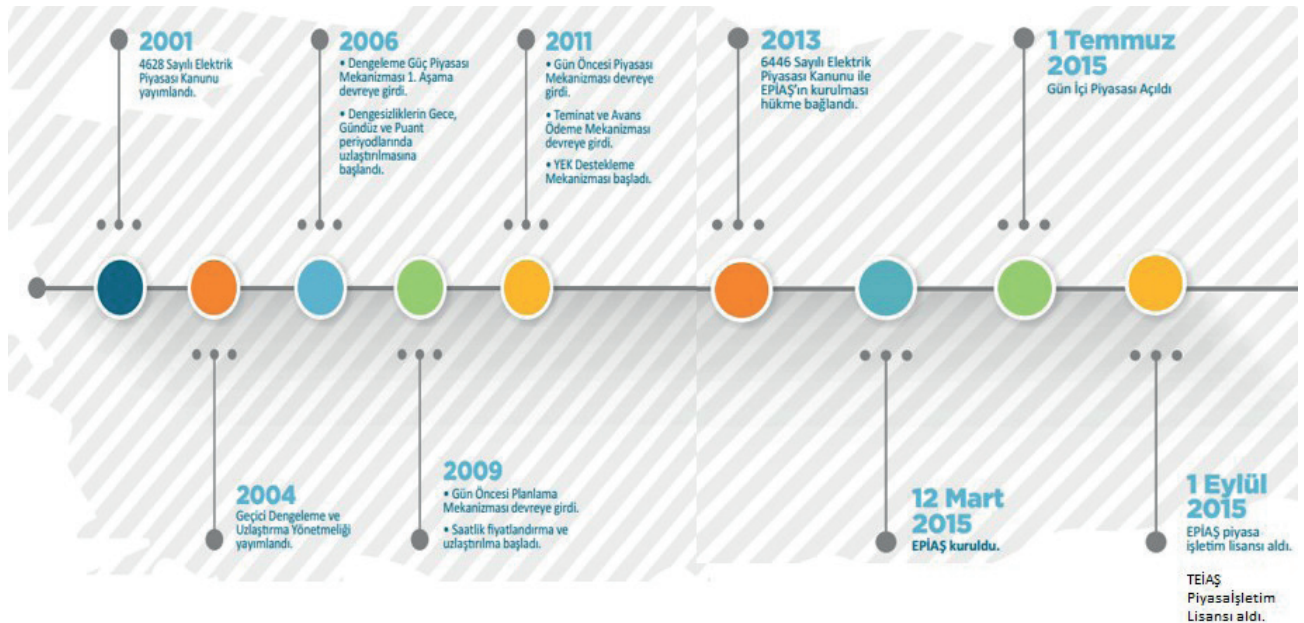 2001
4628 Sayılı Elektrik
Piyasası Kanunu
yayımlandı.
2004
Geçici Dengeleme ve
Uzlaştırma Yönetmeliği
yayımlandı.
2006
• Dengeleme Güç Piyasası
Mekanizması 1. Aşama
devreye girdi.
• Dengesizliklerin Gece,
Gündüz ve Puant
periyodlarında
uzlaştırılmasına
başlandı.
2009
• Gün Öncesi Planlama
Mekanizması devreye girdi.
• Saatlik fiyatlandırma ve
uzlaştırılma başladı.
2011
• Gün Öncesi Piyasası
Mekanizması devreye
girdi.
• Teminat ve Avans
Ödeme Mekanizması
devreye girdi.
• YEK Destekleme
Mekanizması başladı.
2013
6446 Sayılı Elektrik
Piyasası Kanunu ile
EPİAŞ'ın kurulması
hükme bağlandı.
12 Mart
2015
EPİAŞ kuruldu.
1 Temmuz
2015
Gün İçi Piyasası Açıldı
1 Eylül
2015
EPİAŞ piyasa
işletim lisansı aldı.
TEİAŞ
Piyasaİşletim
Lisansı aldı.